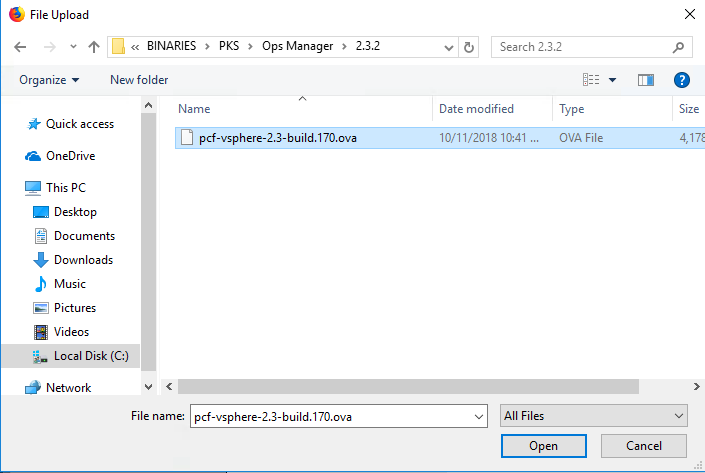 File Upload
« BINARIES > PKS > Ops Manager > 2.3.2
Search 2.3.2
Organize
New folder
?
Name
Date modified
Type
Size
pcf-vsphere-2.3-build.170.ova
10/11/2018 10:41 ...
OVA File
4,178
Quick access
OneDrive
This PC
Desktop
Documents
Downloads
Music
Pictures
Videos
Local Disk (C:)
Network
File name:
pcf-vsphere-2.3-build.170.ova
All Files
Open
Cancel